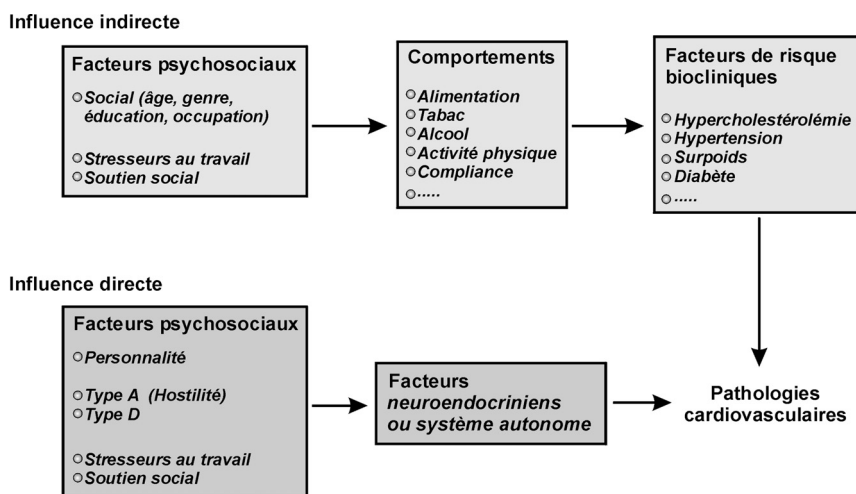 Influence indirecte
Facteurs psychosociaux
Social (âge, genre,
éducation, occupation)
Stresseurs au travail
Soutien social
Comportements
Alimentation
Tabac
Alcool
Activité physique
Compliance
.....
Facteurs de risque
biocliniques
Hypercholestérolémie
Hypertension
Surpoids
Diabète
.....
Influence directe
Facteurs psychosociaux
Personnalité
Type A (Hostilité)
Type D
Stresseurs au travail
Soutien social
Facteurs
neuroendocriniens
ou système autonome
Pathologies
cardiovasculaires